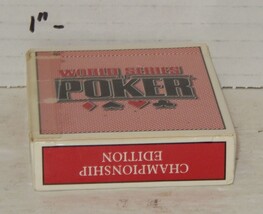 1"-
WORLD SERIES
POKER
CHAMPIONSHIP
EDITION